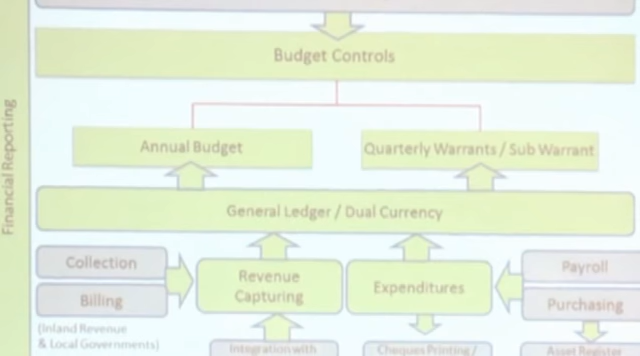 Budget Controls
Annual Budget
Quarterly Warrants / Sub Warrant
General Ledger / Dual Currency
Financial Reporting
Collection
Billing
Revenue
Capturing
Expenditures
Payroll
Purchasing
(Inland Revenue
& Local Governments)
Integration with
Cheques Printing /
Asset Register